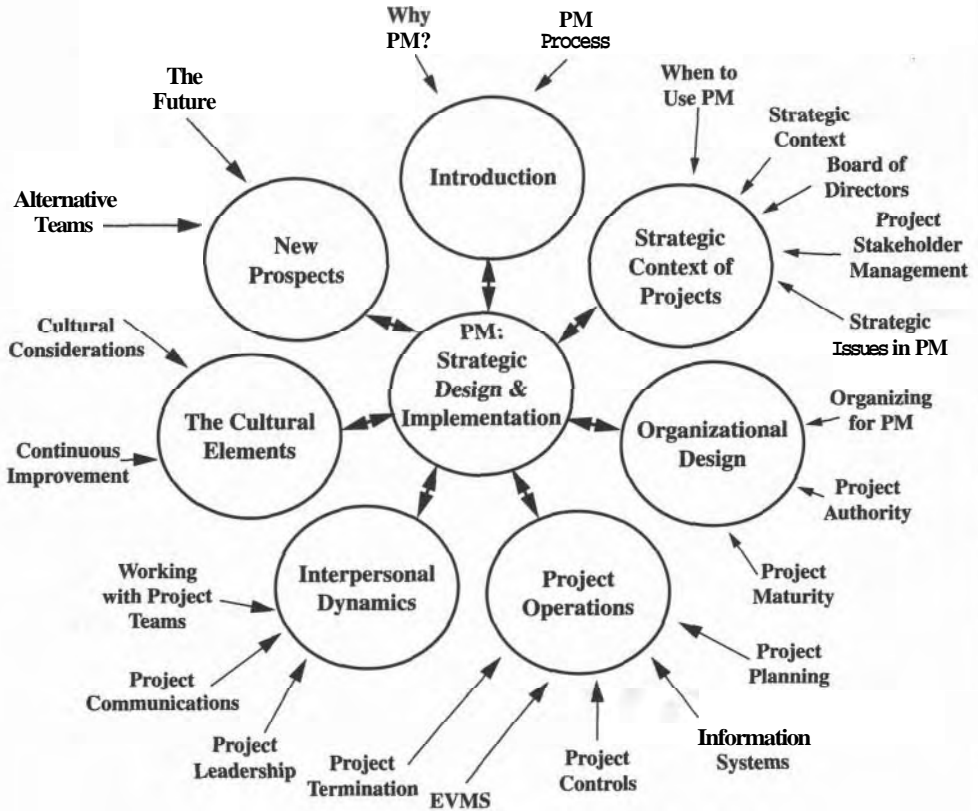 Why
PM?
PM
Process
Introduction
When to
Use PM
Strategic
Context
Board of
Directors
Project
Stakeholder
Management
Strategic
Issues in PM
Strategic
Context of
Projects
Organizing
for PM
Project
Authority
Project
Maturity
Organizational
Design
Project
Planning
Information
Systems
Project
Controls
EVMS
Project
Termination
Project
Operations
Project
Leadership
Project
Communications
Working
with Project
Teams
Interpersonal
Dynamics
Continuous
Improvement
Cultural
Considerations
The Cultural
Elements
Alternative
Teams
The
Future
New
Prospects
PM:
Strategic
Design &
Implementation